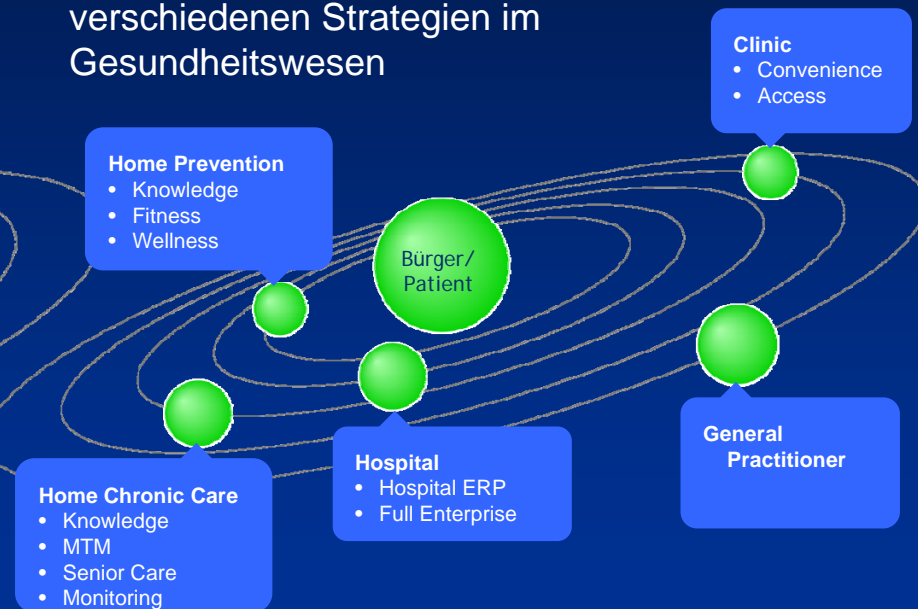 verschiedenen Strategien im
Gesundheitswesen
Clinic
• Convenience
• Access
Home Prevention
• Knowledge
• Fitness
• Wellness
Bürger/
Patient
General
Practitioner
Hospital
• Hospital ERP
• Full Enterprise
Home Chronic Care
• Knowledge
• MTM
• Senior Care
• Monitoring